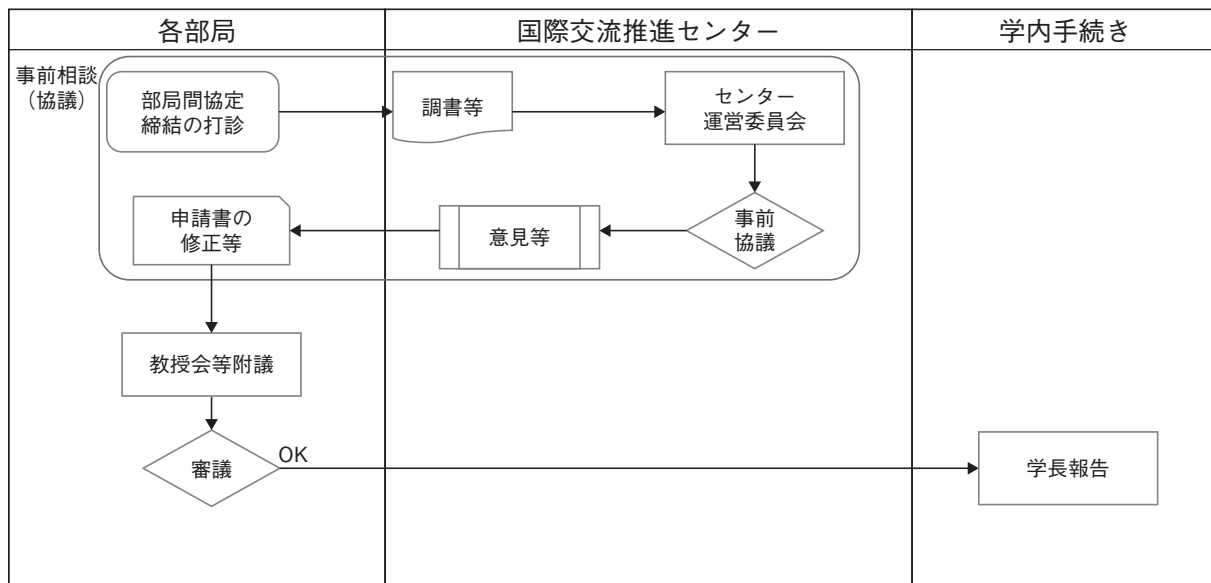 各部局
国際交流推進センター
学内手続き
事前相談
（協議）
部局間協定
締結の打診
調書等
センター
運営委員会
事前
協議
意見等
申請書の
修正等
教授会等附議
審議
OK
学長報告